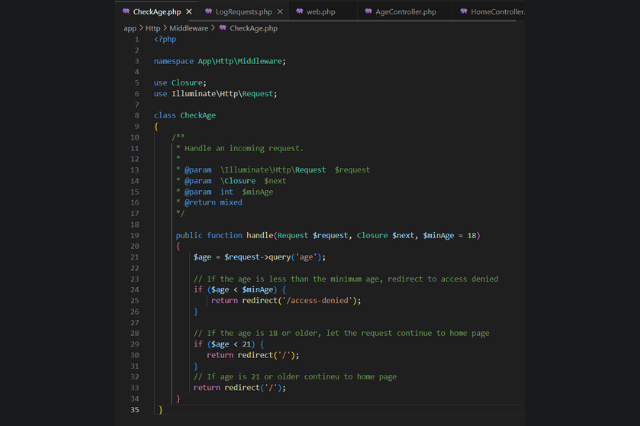 CheckAge.php × LogRequests.php × web.php AgeController.php HomeController.
app > Http > Middleware > CheckAge.php
1 <?php
2
3 namespace App\Http\Middleware;
4
5 use Closure;
6 use Illuminate\Http\Request;
7
8 class CheckAge
9 {
10 /**
11 * Handle an incoming request.
12 *
13 * @param \Illuminate\Http\Request $request
14 * @param \Closure $next
15 * @param int $minAge
16 * @return mixed
17 */
18
19 public function handle(Request $request, Closure $next, $minAge = 18)
20 {
21 $age = $request->query('age');
22
23 // If the age is less than the minimum age, redirect to access denied
24 if ($age < $minAge) {
25 return redirect('/access-denied');
26 }
27
28 // If the age is 18 or older, let the request continue to home page
29 if ($age < 21) {
30 return redirect('/');
31 }
32 // If age is 21 or older contineu to home page
33 return redirect('/');
34 }
35 }